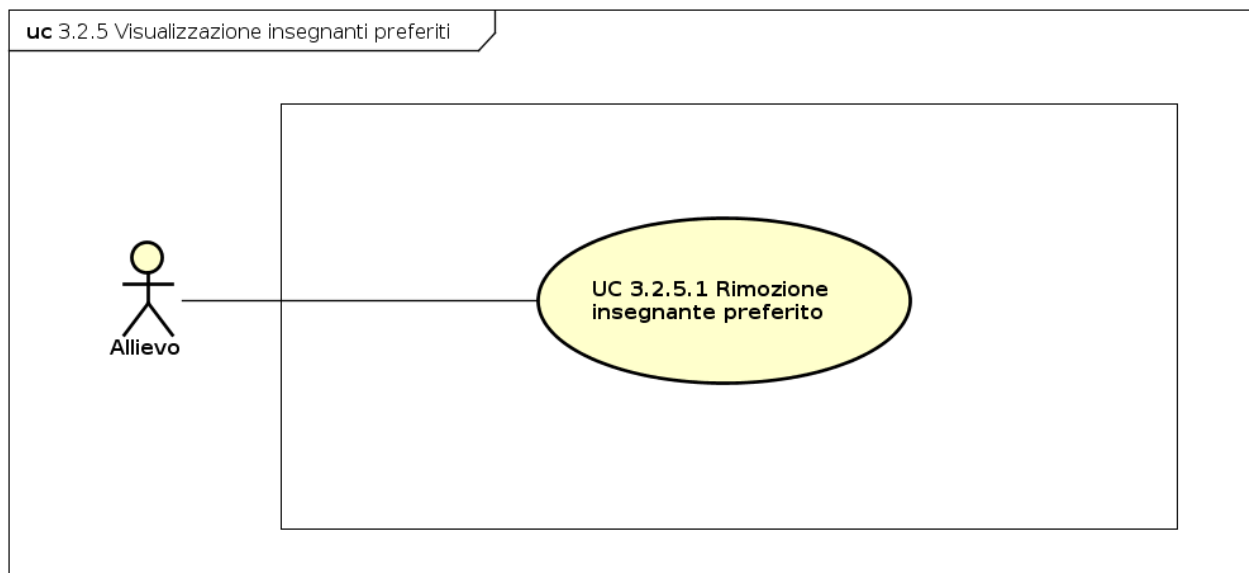 uc 3.2.5 Visualizzazione insegnanti preferiti
UC 3.2.5.1 Rimozione
insegnante preferito
Allievo